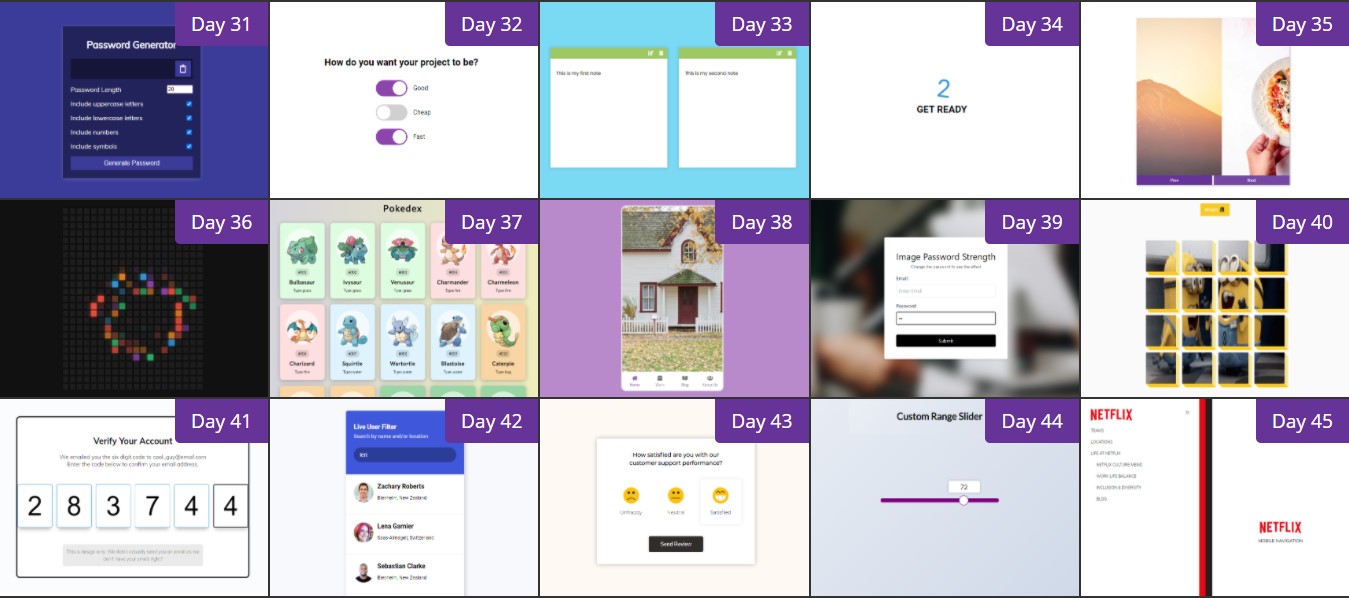 Day 31
Password Generator
Password Length
20
Include uppercase letters
Include lowercase letters
Include numbers
Include symbols
Generate Password
Day 32
How do you want your project to be?
Good
Cheap
Fast
Day 33
This is my first note
This is my second note
Day 34
2
GET READY
Day 35
Prev
Next
Day 36
Day 37
Pokedex
#001
Bulbasaur
Type: grass
#002
Ivysaur
Type: grass
#003
Venusaur
Type: grass
#004
Charmander
Type: fire
#005
Charmeleon
Type: fire
#006
Charizard
Type: fire
#007
Squirtle
Type: water
#008
Wartortle
Type: water
#009
Blastoise
Type: water
#010
Caterpie
Type: bug
Day 38
Home
Work
Blog
About Us
Day 39
Image Password Strength
Change the password to see the effect
Email:
Enter Email
Password:
Submit
Day 40
Day 41
Verify Your Account
We emailed you the six digit code to cool_guy@email.com
Enter the code below to confirm your email address.
2 8 3 7 4 4
This is design only. We didn't actually send you an email as we
don't have your email, right?
Day 42
Live User Filter
Search by name and/or location
Zachary Roberts
Blenheim, New Zealand
Lena Garnier
Sebastian Clarke
Blenheim, New Zealand
Day 43
How satisfied are you with our
customer support performance?
Unhappy
Neutral
Satisfied
Send Review
Day 44
Custom Range Slider
72
Day 45
NETFLIX
TEAMS
LOCATIONS
LIFE AT NETFLIX
NETFLIX CULTURE MEMO
WORK LIFE BALANCE
INCLUSION & DIVERSITY
BLOG
NETFLIX
MOBILE NAVIGATION